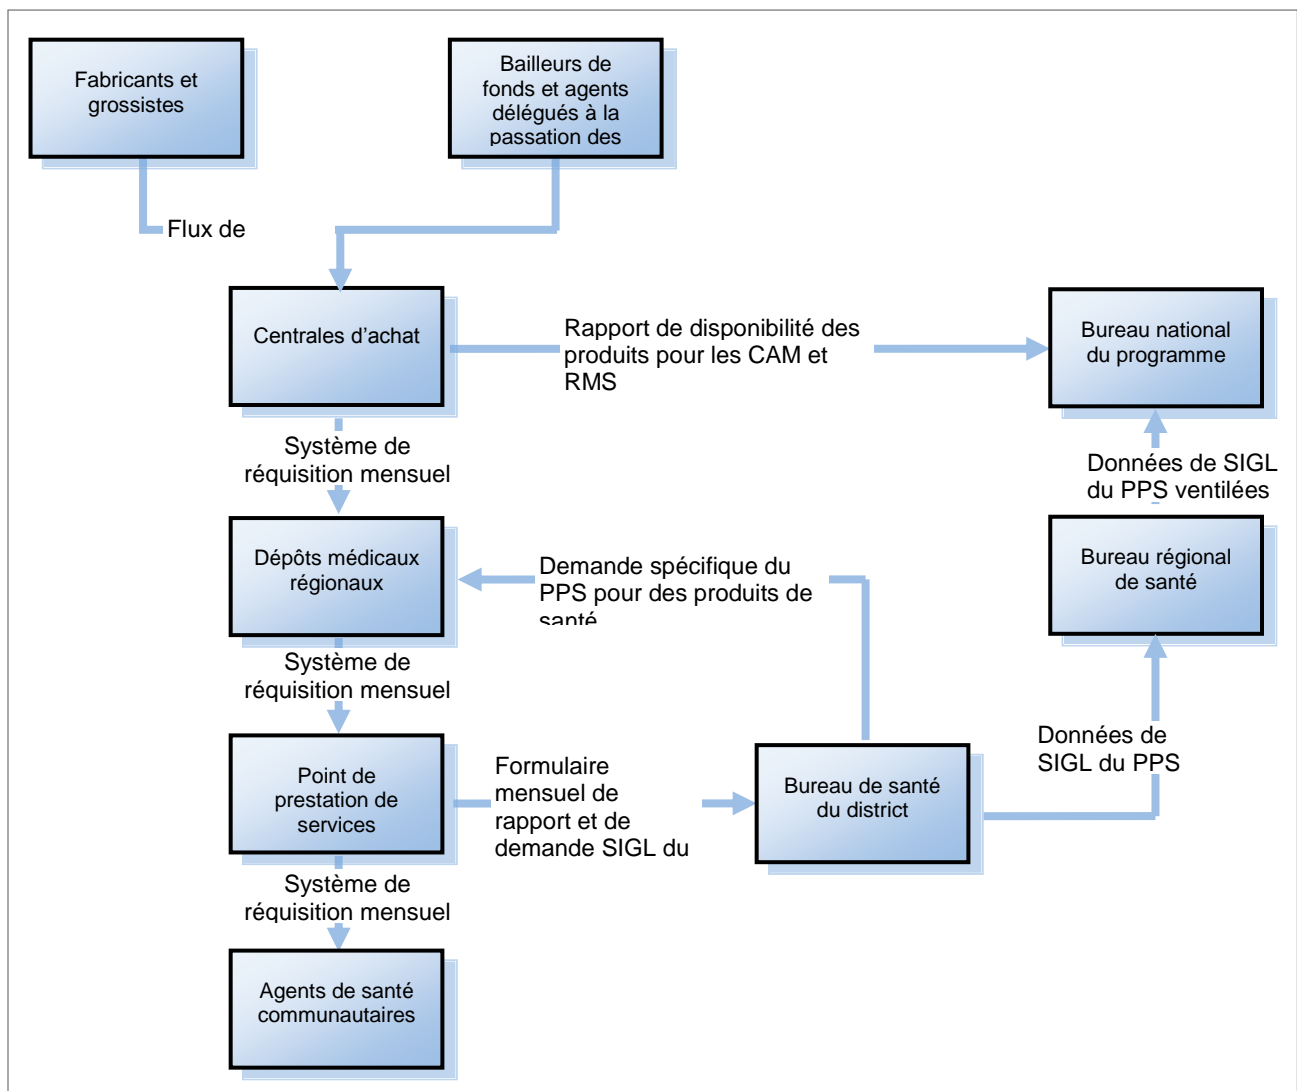 Fabricants et
grossistes
Bailleurs de
fonds et agents
délégués à la
passation des
Flux de
Centrales d'achat
Rapport de disponibilité des
produits pour les CAM et
RMS
Bureau national
du programme
Système de
réquisition mensuel
Données de SIGL
du PPS ventilées
Dépôts médicaux
régionaux
Demande spécifique du
PPS pour des produits de
santé
Bureau régional
de santé
Système de
réquisition mensuel
Point de
prestation de
services
Formulaire
mensuel de
rapport et de
demande SIGL du
Bureau de santé
du district
Données de
SIGL du PPS
Système de
réquisition mensuel
Agents de santé
communautaires